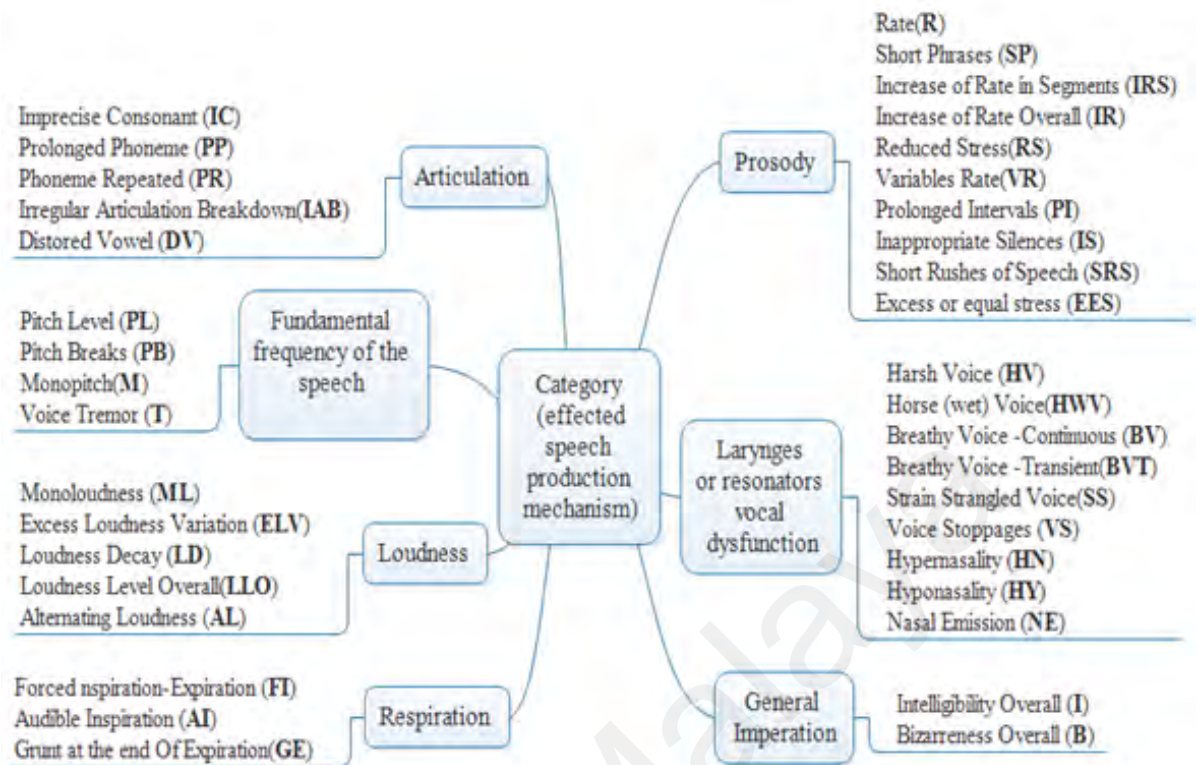 Imprecise Consonant (IC)
Prolonged Phoneme (PP)
Phoneme Repeated (PR)
Irregular Articulation Breakdown(IAB)
Distored Vowel (DV)
Articulation
Pitch Level (PL)
Pitch Breaks (PB)
Monopitch(M)
Voice Tremor (T)
Fundamental
frequency of the
speech
Monoloudness (ML)
Excess Loudness Variation (ELV)
Loudness Decay (LD)
Loudness Level Overall(LLO)
Alternating Loudness (AL)
Loudness
Forced nspiration-Expiration (FI)
Audible Inspiration (AI)
Grunt at the end Of Expiration(GE)
Respiration
Category
(effected
speech
production
mechanism)
Prosody
Rate(R)
Short Phrases (SP)
Increase of Rate in Segments (IRS)
Increase of Rate Overall (IR)
Reduced Stress(RS)
Variables Rate(VR)
Prolonged Intervals (PI)
Inappropriate Silences (IS)
Short Rushes of Speech (SRS)
Excess or equal stress (EES)
Larynges
or resonators
vocal
dysfunction
Harsh Voice (HV)
Horse (wet) Voice(HWV)
Breathy Voice -Continuous (BV)
Breathy Voice -Transient(BVT)
Strain Strangled Voice(SS)
Voice Stoppages (VS)
Hypernasality (HN)
Hyponasality (HY)
Nasal Emission (NE)
General
Imperation
Intelligibility Overall (I)
Bizarreness Overall (B)
Malaya